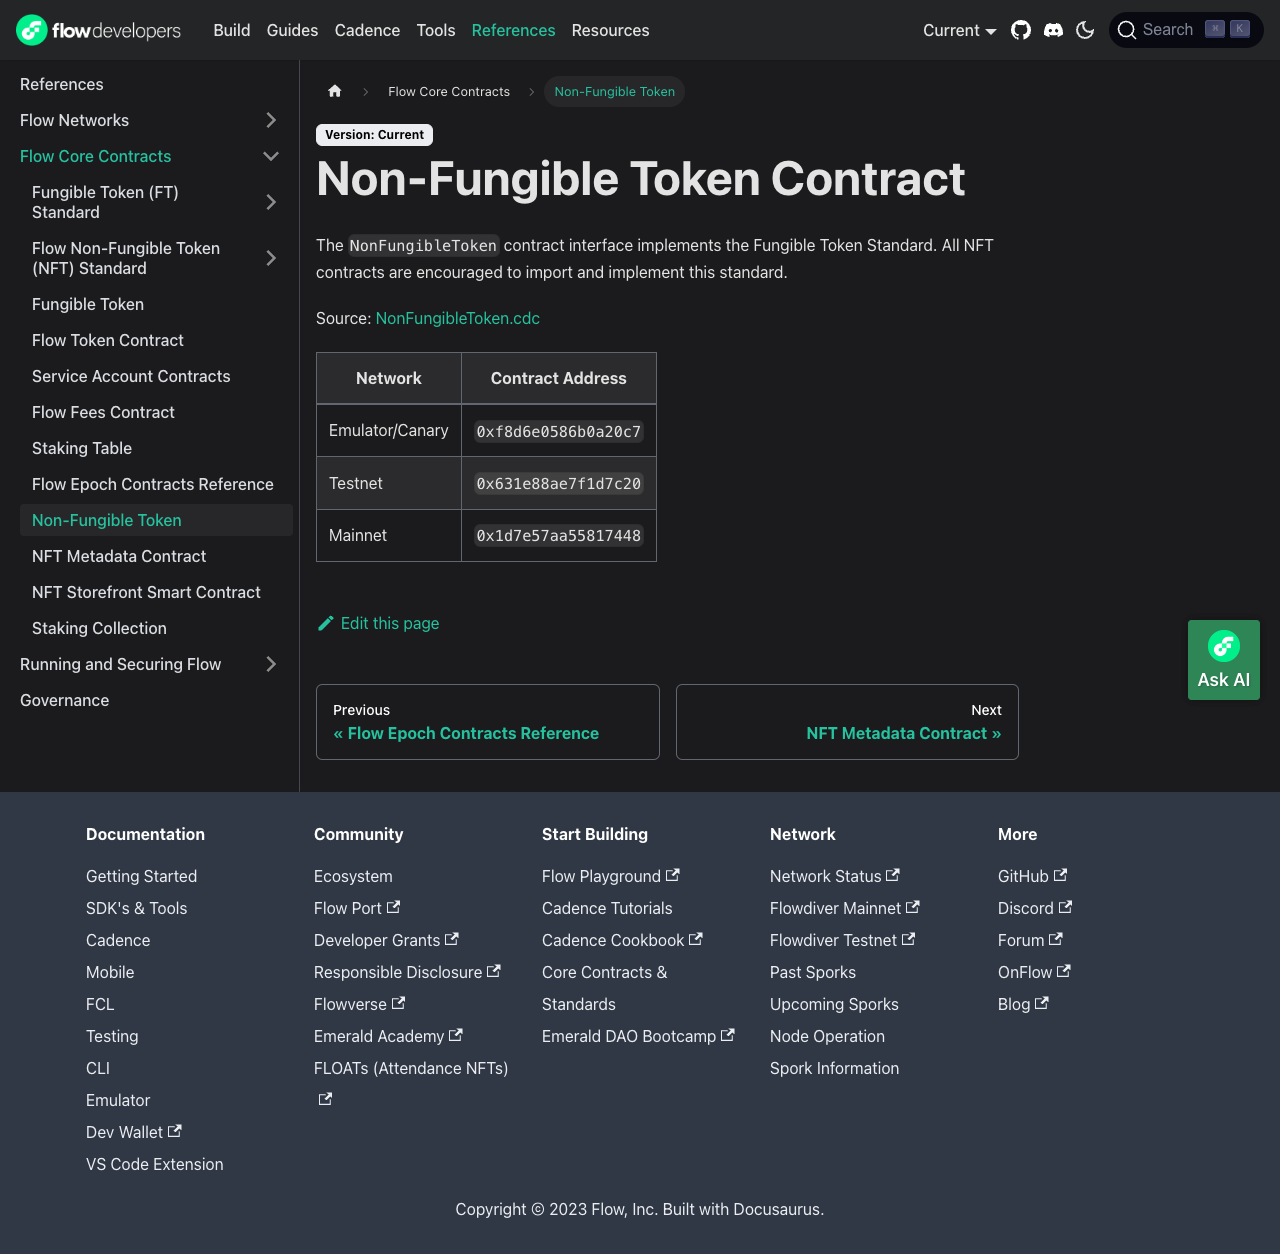 flowdevelopers
Build Guides Cadence Tools References Resources
Current
Search ⌘ K
References
Flow Networks
Flow Core Contracts
Fungible Token (FT)
Standard
Flow Non-Fungible Token
(NFT) Standard
Fungible Token
Flow Token Contract
Service Account Contracts
Flow Fees Contract
Staking Table
Flow Epoch Contracts Reference
Non-Fungible Token
NFT Metadata Contract
NFT Storefront Smart Contract
Staking Collection
Running and Securing Flow
Governance
Flow Core Contracts
Non-Fungible Token
Version: Current
Non-Fungible Token Contract
The NonFungibleToken contract interface implements the Fungible Token Standard. All NFT
contracts are encouraged to import and implement this standard.
Source: NonFungibleToken.cdc
Network Contract Address
Emulator/Canary 0xf8d6e0586b0a20c7
Testnet 0x631e88ae7f1d7c20
Mainnet 0x1d7e57aa55817448
Edit this page
Previous
« Flow Epoch Contracts Reference
Next
NFT Metadata Contract »
Ask AI
Documentation
Getting Started
SDK's & Tools
Cadence
Mobile
FCL
Testing
CLI
Emulator
Dev Wallet
VS Code Extension
Community
Ecosystem
Flow Port
Developer Grants
Responsible Disclosure
Flowverse
Emerald Academy
FLOATs (Attendance NFTs)
Start Building
Flow Playground
Cadence Tutorials
Cadence Cookbook
Core Contracts &
Standards
Emerald DAO Bootcamp
Network
Network Status
Flowdiver Mainnet
Flowdiver Testnet
Past Sporks
Upcoming Sporks
Node Operation
Spork Information
More
GitHub
Discord
Forum
OnFlow
Blog
Copyright © 2023 Flow, Inc. Built with Docusaurus.